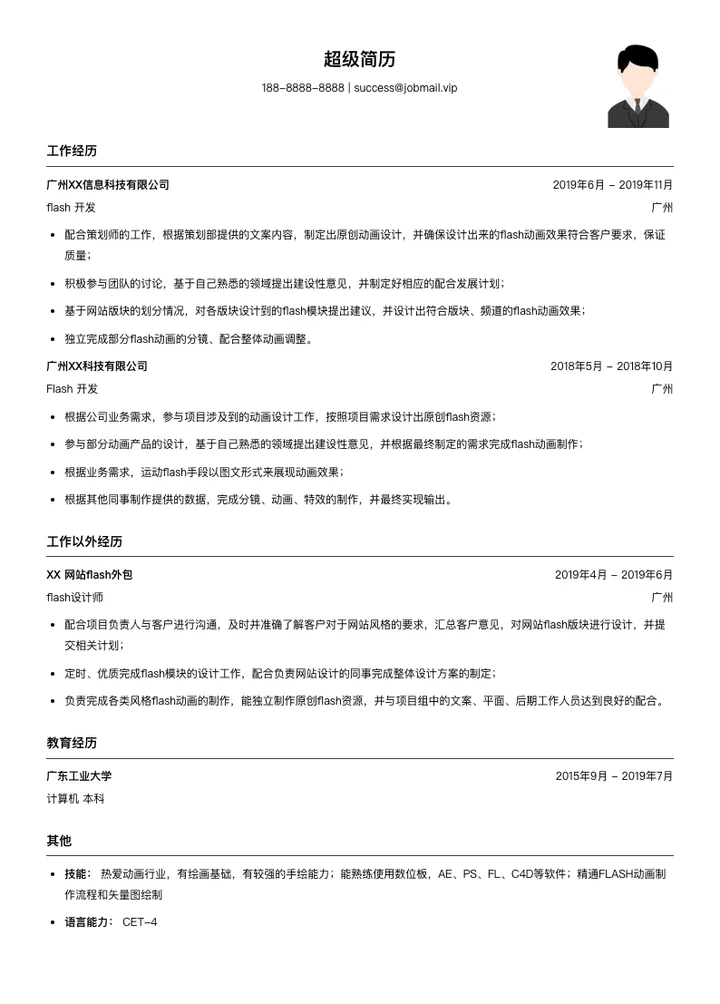 超级简历
188-8888-8888 | success@jobmail.vip
工作经历
广州XX信息科技有限公司 2019年6月 - 2019年11月
flash 开发 广州
• 配合策划师的工作，根据策划部提供的文案内容，制定出原创动画设计，并确保设计出来的flash动画效果符合客户要求，保证
质量；
• 积极参与团队的讨论，基于自己熟悉的领域提出建设性意见，并制定好相应的配合发展计划；
• 基于网站版块的划分情况，对各版块设计到的flash模块提出建议，并设计出符合版块、频道的flash动画效果；
• 独立完成部分flash动画的分镜、配合整体动画调整。
广州XX科技有限公司 2018年5月 - 2018年10月
Flash 开发 广州
• 根据公司业务需求，参与项目涉及到的动画设计工作，按照项目需求设计出原创flash资源；
• 参与部分动画产品的设计，基于自己熟悉的领域提出建设性意见，并根据最终制定的需求完成flash动画制作；
• 根据业务需求，运动flash手段以图文形式来展现动画效果；
• 根据其他同事制作提供的数据，完成分镜、动画、特效的制作，并最终实现输出。
工作以外经历
XX 网站flash外包 2019年4月 - 2019年6月
flash设计师 广州
• 配合项目负责人与客户进行沟通，及时并准确了解客户对于网站风格的要求，汇总客户意见，对网站flash版块进行设计，并提
交相关计划；
• 定时、优质完成flash模块的设计工作，配合负责网站设计的同事完成整体设计方案的制定；
• 负责完成各类风格flash动画的制作，能独立制作原创flash资源，并与项目组中的文案、平面、后期工作人员达到良好的配合。
教育经历
广东工业大学 2015年9月 - 2019年7月
计算机 本科
其他
• 技能： 热爱动画行业，有绘画基础，有较强的手绘能力；能熟练使用数位板，AE、PS、FL、C4D等软件；精通FLASH动画制
作流程和矢量图绘制
• 语言能力： CET-4